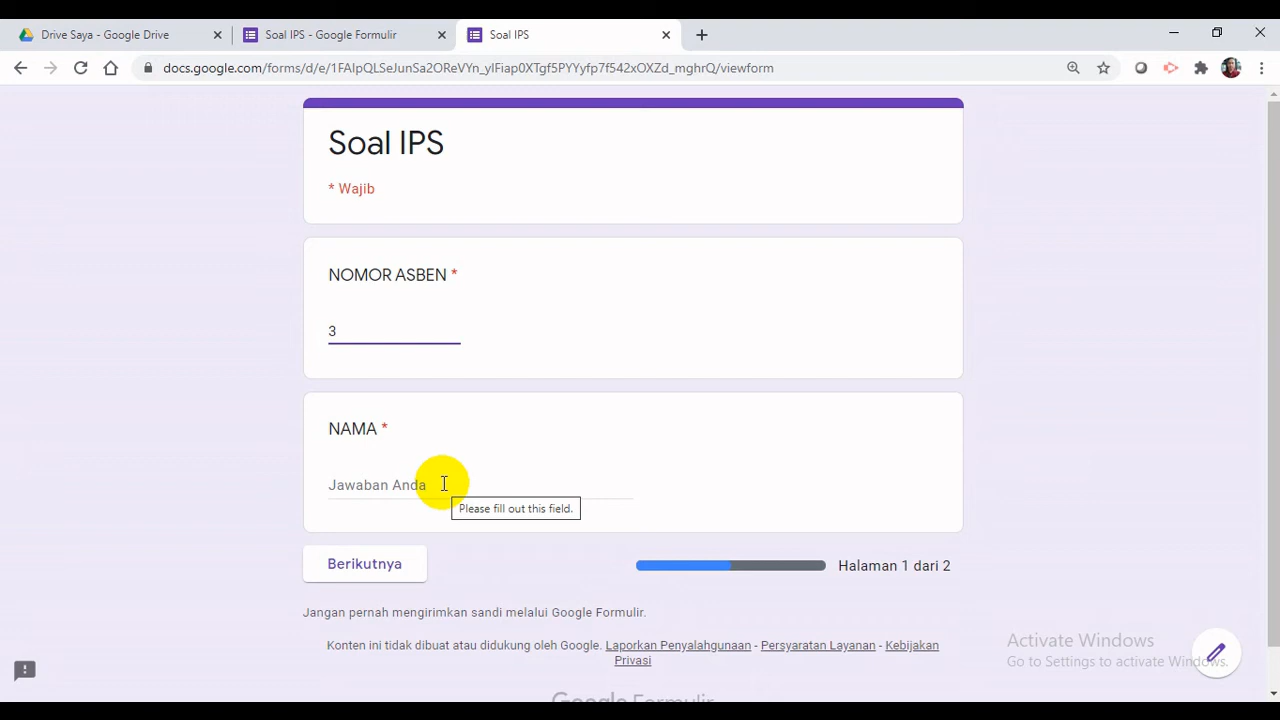 Drive Saya - Google Drive
Soal IPS - Google Formulir
Soal IPS
docs.google.com/forms/d/e/1FAIpQLSeJunSa2OReVYn_yIFiap0XTgf5PYYyfp7f542xOXZd_mghrQ/viewform
Soal IPS
* Wajib
NOMOR ASBEN *
3
NAMA *
Jawaban Anda
Please fill out this field.
Berikutnya
Halaman 1 dari 2
Jangan pernah mengirimkan sandi melalui Google Formulir.
Konten ini tidak dibuat atau didukung oleh Google. Laporkan Penyalahgunaan - Persyaratan Layanan - Kebijakan
Privasi
Activate Windows
Go to Settings to activate Windows.
Google Formulir